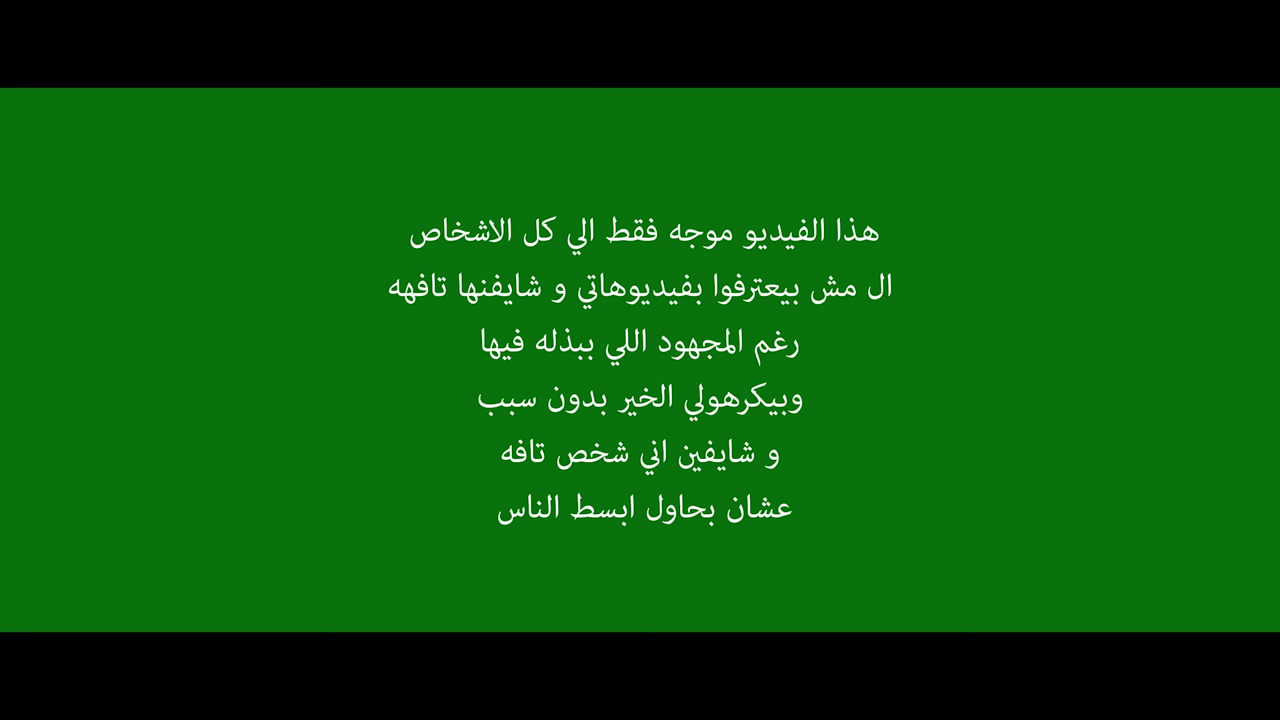 هذا الفيديو موجه فقط الي كل الاشخاص
ال مش بيعترفوا بفيديوهاتي و شايفنها تافهه
رغم المجهود اللي ببذله فيها
وبيكرهولي الخير بدون سبب
و شايفين اني شخص تافه
عشان بحاول ابسط الناس